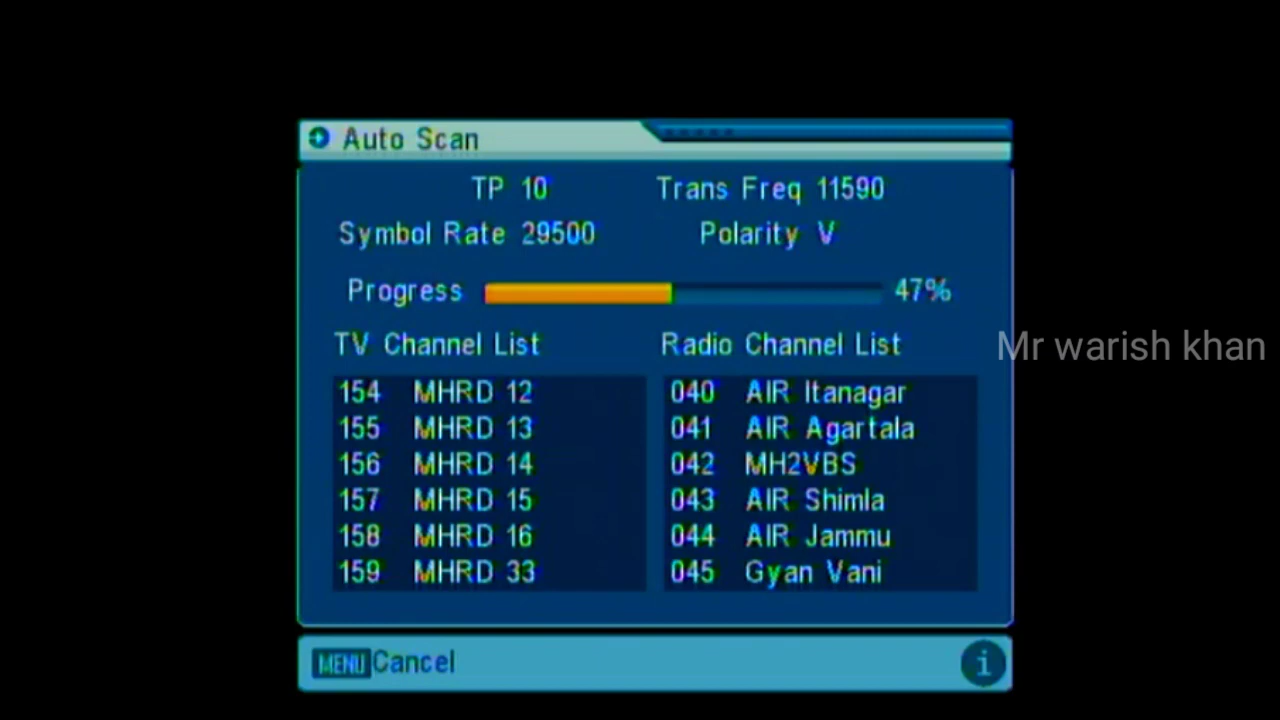 Auto Scan
TP 10 Trans Freq 11590
Symbol Rate 29500 Polarity V
Progress 47%
TV Channel List Radio Channel List
154 MHRD 12 040 AIR Itanagar
155 MHRD 13 041 AIR Agartala
156 MHRD 14 042 MH2VBS
157 MHRD 15 043 AIR Shimla
158 MHRD 16 044 AIR Jammu
159 MHRD 33 045 Gyan Vani
MENU Cancel i
Mr warish khan